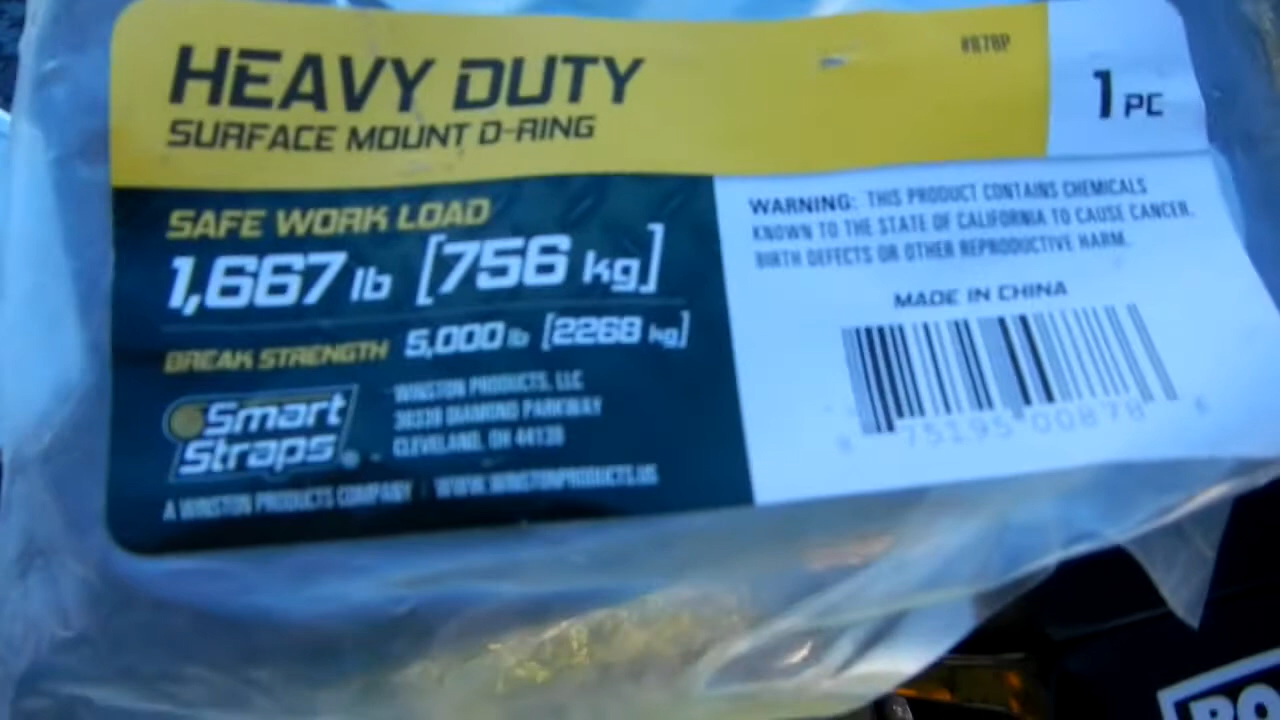 HEAVY DUTY
SURFACE MOUNT D-RING
#878P
1 PC
SAFE WORK LOAD
1,667 lb [756 kg]
BREAK STRENGTH 5,000 lb [2268 kg]
Smart
Straps®
WINSTON PRODUCTS, LLC
30339 DIAMOND PARKWAY
CLEVELAND, OH 44139
A WINSTON PRODUCTS COMPANY | WWW.WINSTONPRODUCTS.US
WARNING: THIS PRODUCT CONTAINS CHEMICALS
KNOWN TO THE STATE OF CALIFORNIA TO CAUSE CANCER,
BIRTH DEFECTS OR OTHER REPRODUCTIVE HARM.
MADE IN CHINA
75195 00878 6